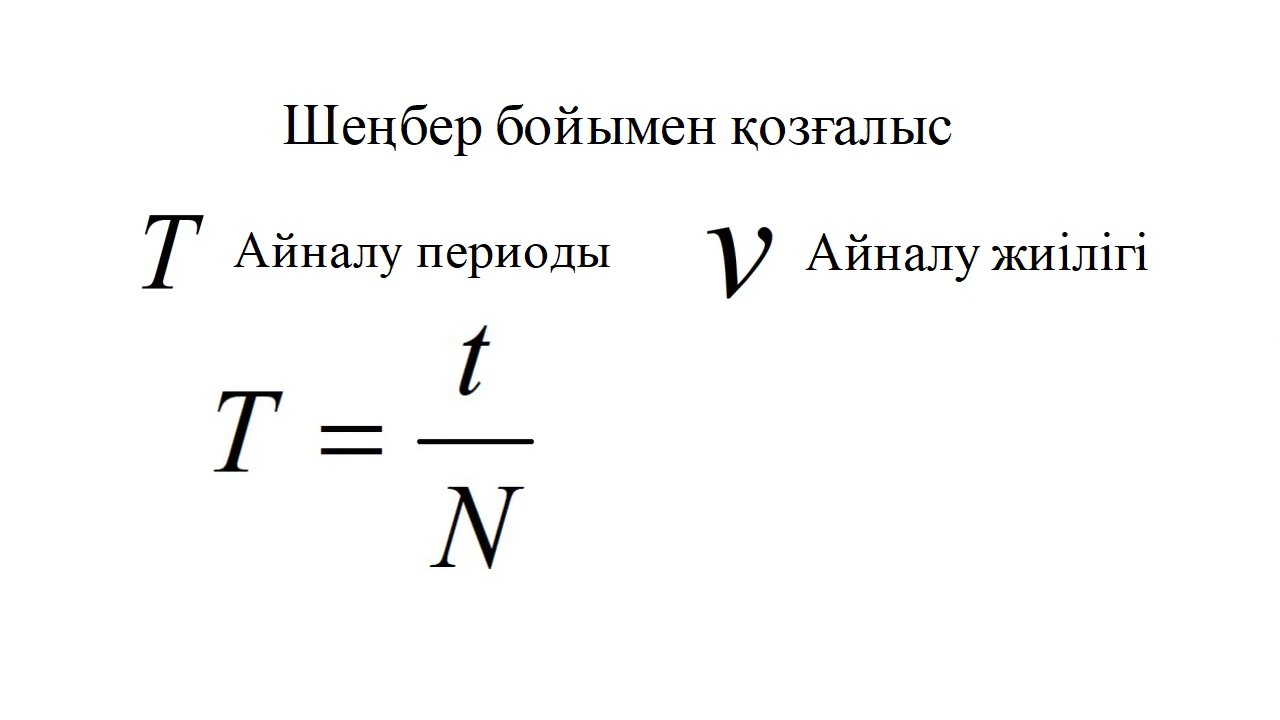 Шеңбер бойымен қозғалыс
T Айналу периоды ν Айналу жиілігі
T = t/N